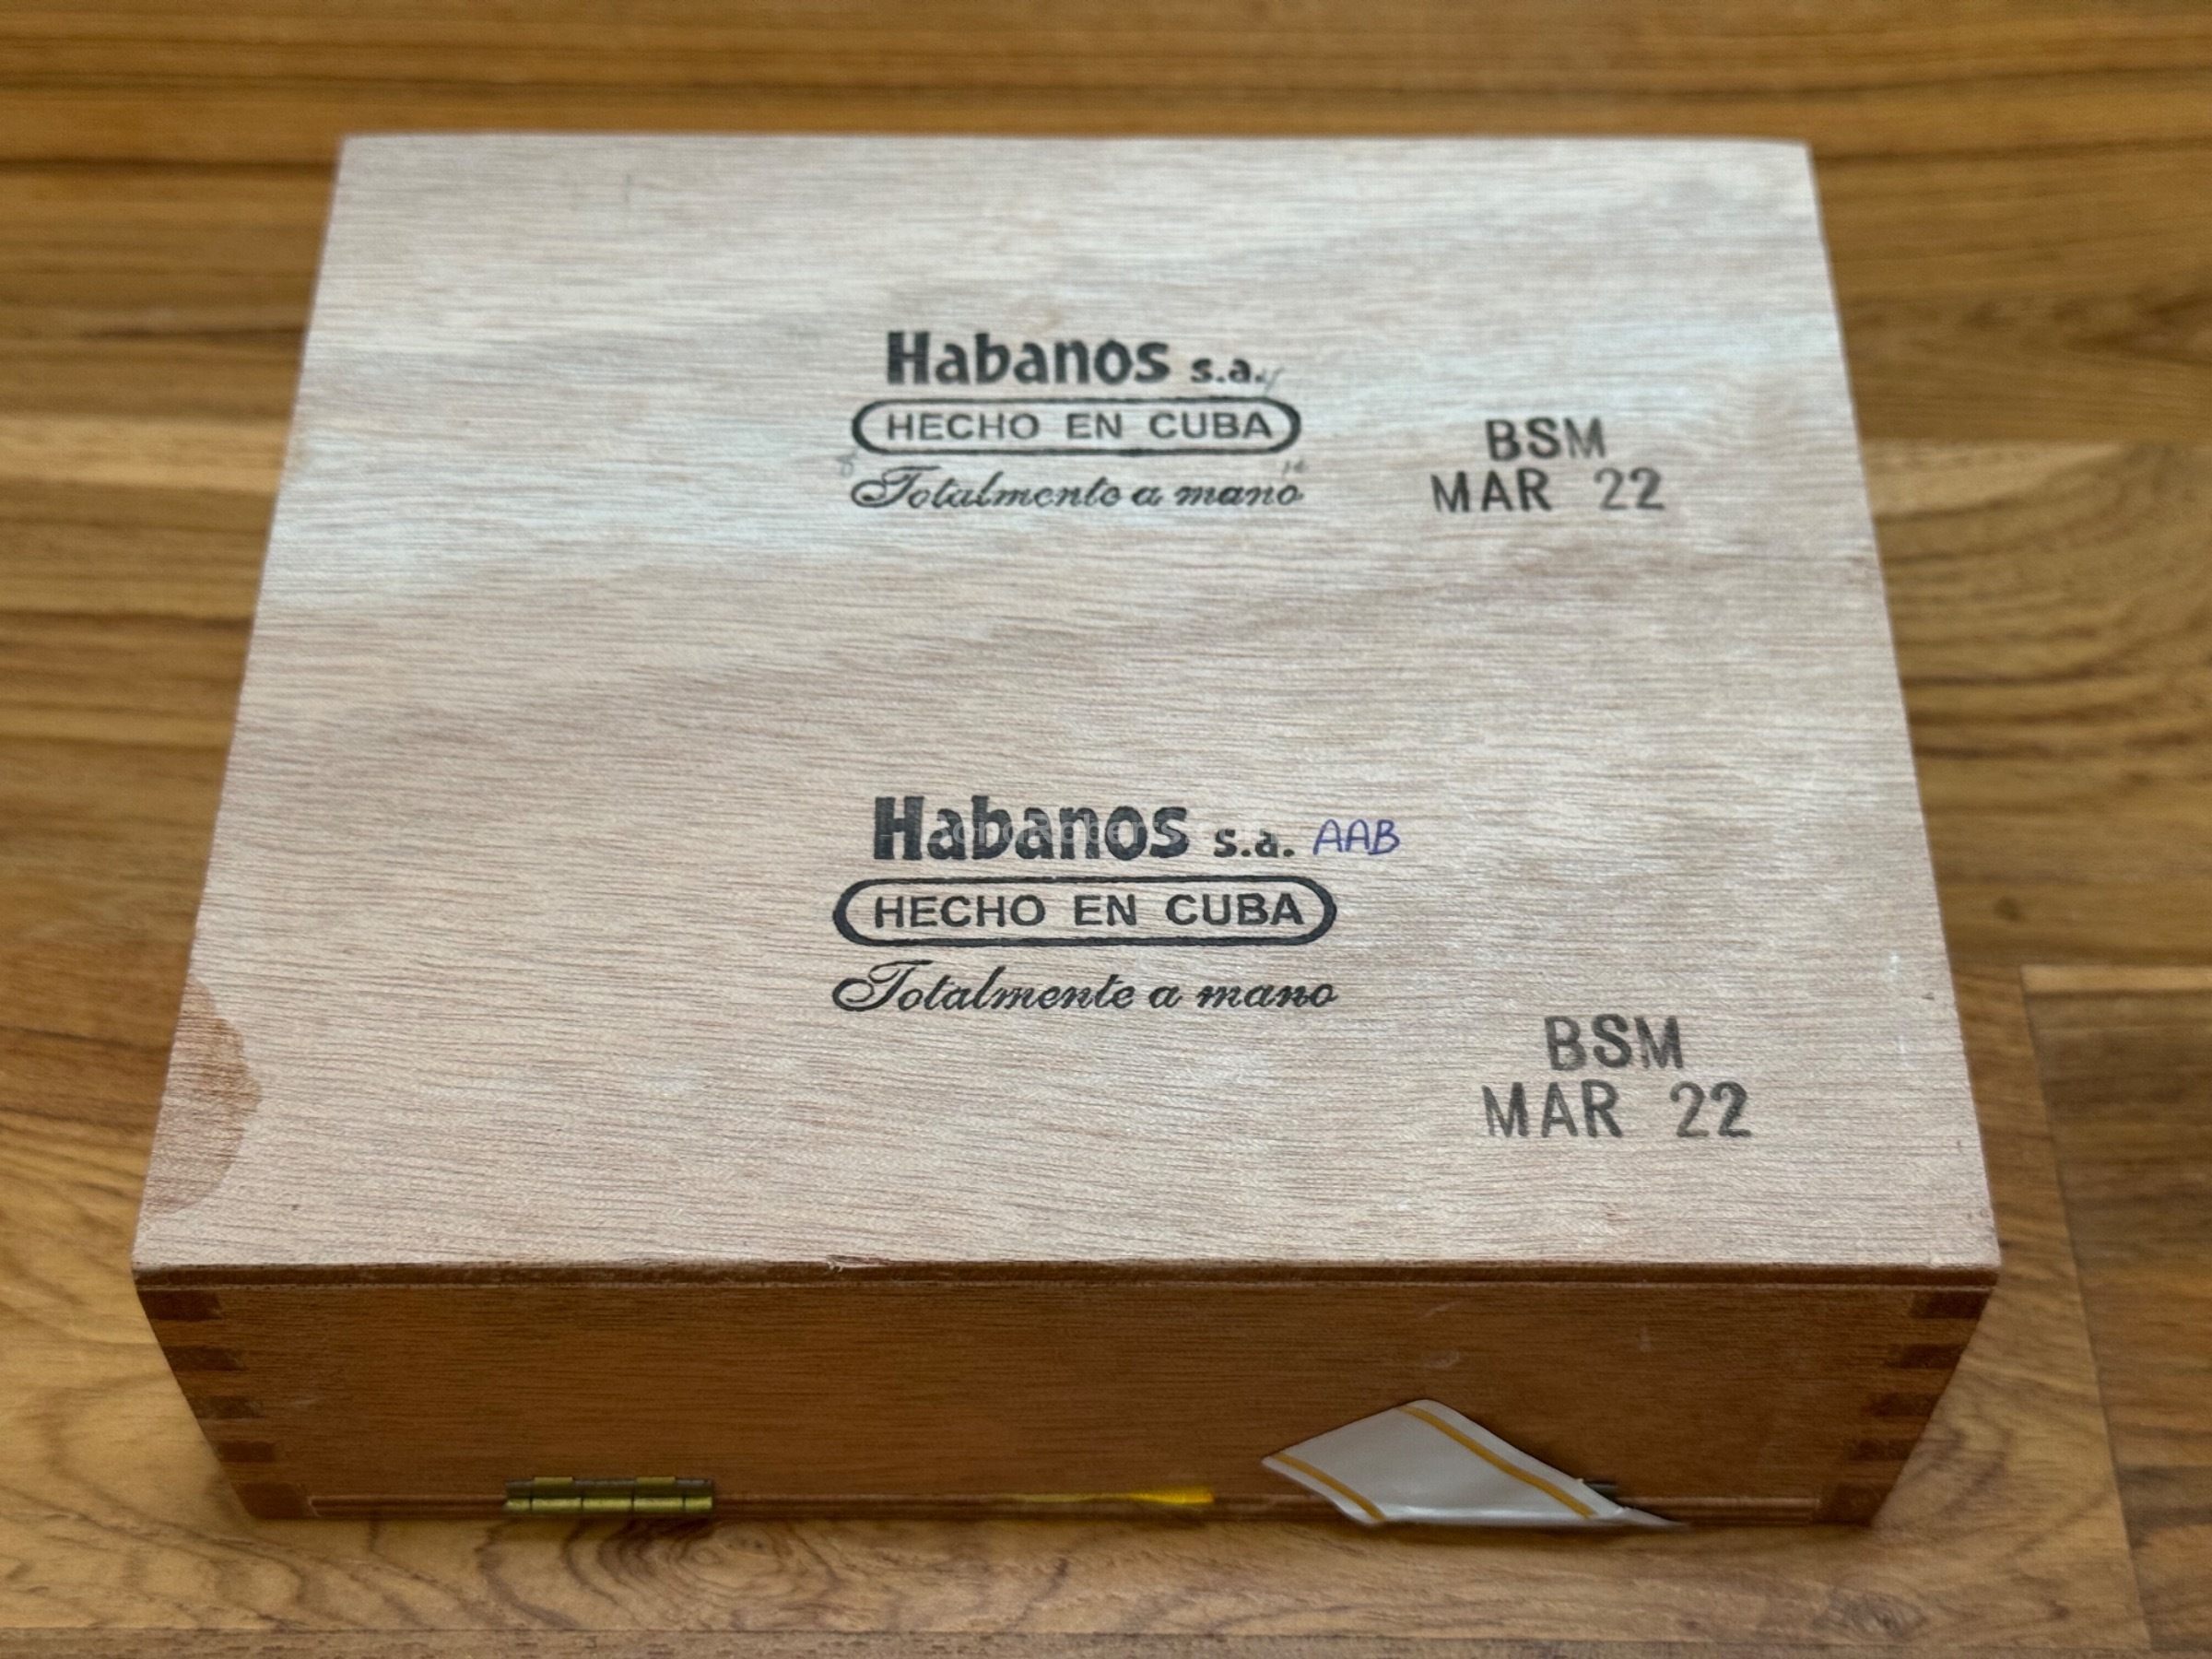 Habanos s.a.
HECHO EN CUBA
Totalmente a mano
BSM
MAR 22
Habanos s.a. AAB
HECHO EN CUBA
Totalmente a mano
BSM
MAR 22